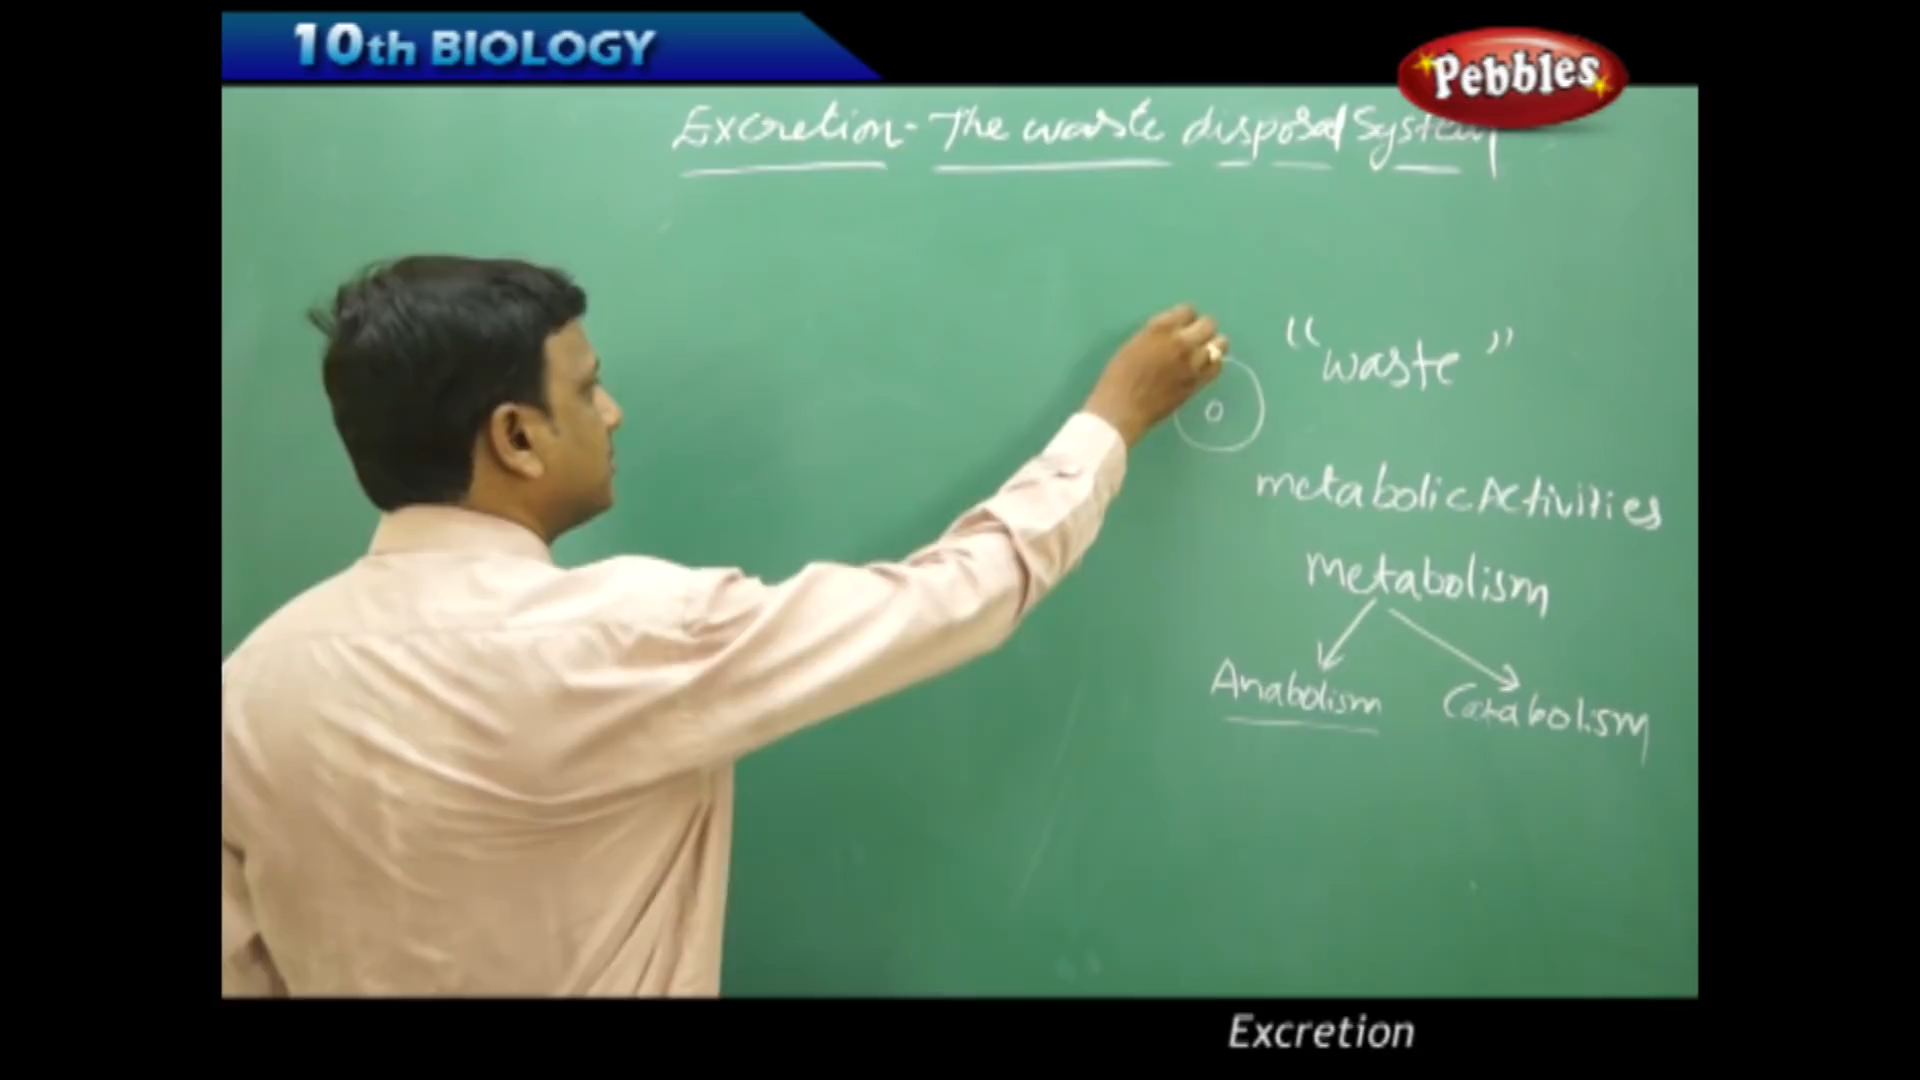 10th BIOLOGY
Pebbles
Excretion - The waste disposal System
"waste"
metabolic Activities
Metabolism
Anabolism Catabolism
Excretion